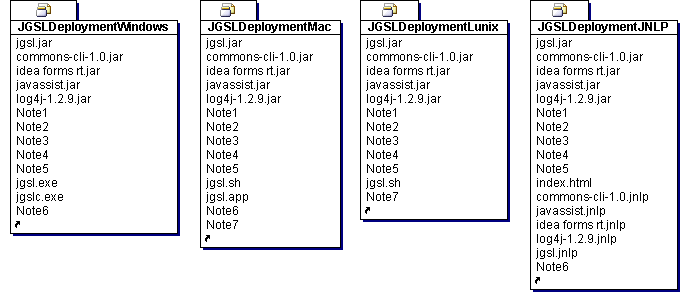 JGSLDeploymentWindows
jgsl.jar
commons-cli-1.0.jar
idea forms rt.jar
javassist.jar
log4j-1.2.9.jar
Note1
Note2
Note3
Note4
Note5
jgsl.exe
jgslc.exe
Note6
JGSLDeploymentMac
jgsl.jar
commons-cli-1.0.jar
idea forms rt.jar
javassist.jar
log4j-1.2.9.jar
Note1
Note2
Note3
Note4
Note5
jgsl.sh
jgsl.app
Note6
Note7
JGSLDeploymentLunix
jgsl.jar
commons-cli-1.0.jar
idea forms rt.jar
javassist.jar
log4j-1.2.9.jar
Note1
Note2
Note3
Note4
Note5
jgsl.sh
Note7
JGSLDeploymentJNLP
jgsl.jar
commons-cli-1.0.jar
idea forms rt.jar
javassist.jar
log4j-1.2.9.jar
Note1
Note2
Note3
Note4
Note5
index.html
commons-cli-1.0.jnlp
javassist.jnlp
idea forms rt.jnlp
log4j-1.2.9.jnlp
jgsl.jnlp
Note6